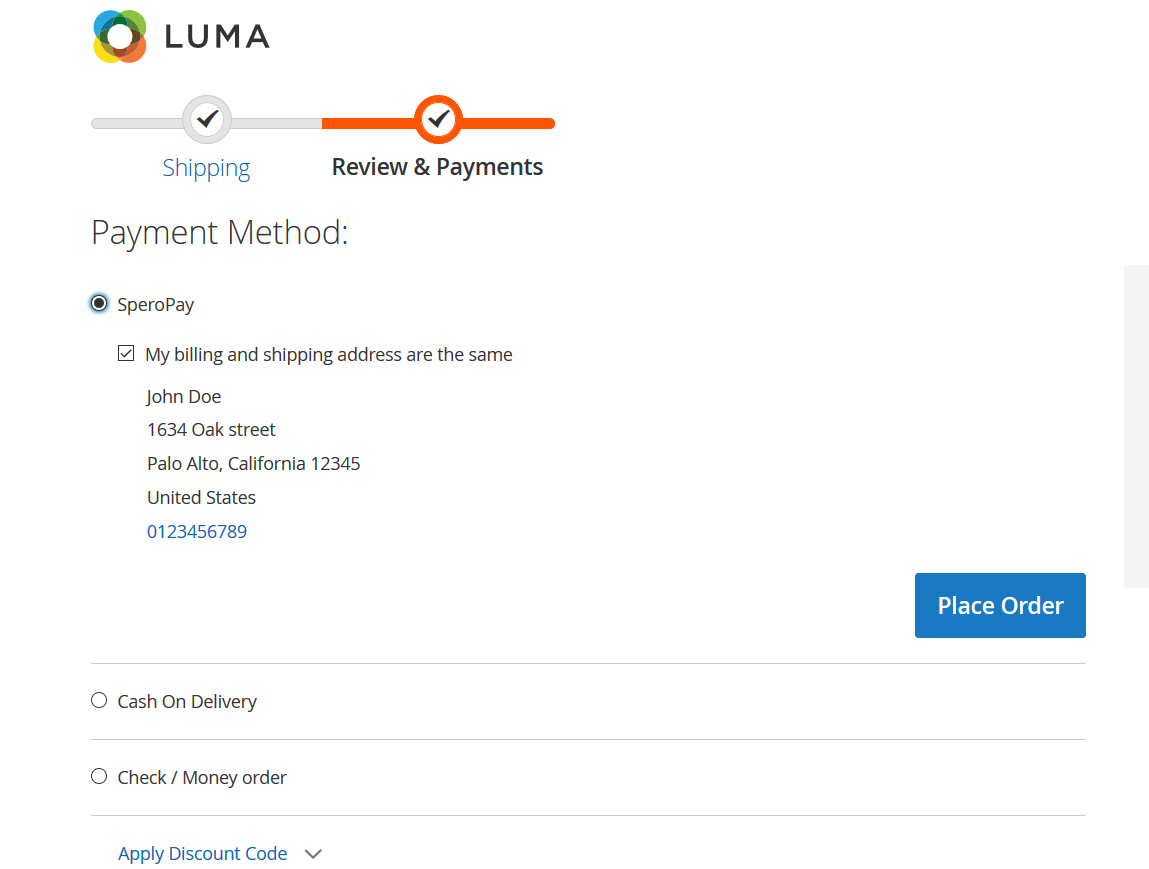 LUMA
Shipping
Review & Payments
Payment Method:
SperoPay
My billing and shipping address are the same
John Doe
1634 Oak street
Palo Alto, California 12345
United States
0123456789
Place Order
Cash On Delivery
Check / Money order
Apply Discount Code